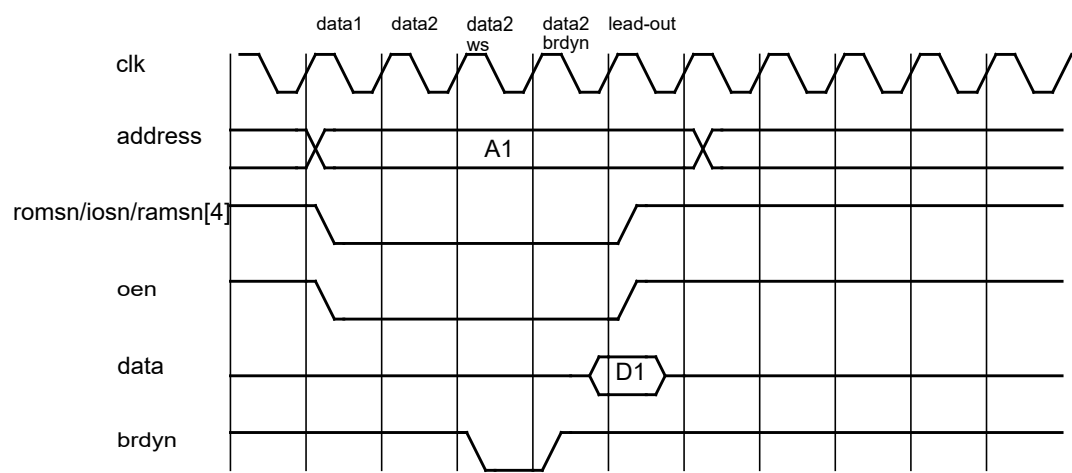 data1 data2 data2 data2 lead-out
ws brdyn
clk
address
A1
romsn/iosn/ramsn[4]
oen
data
D1
brdyn